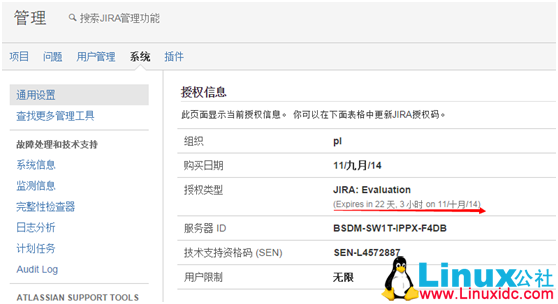 管理 搜索JIRA管理功能
项目 问题 用户管理 系统 插件
通用设置
查找更多管理工具
故障处理和技术支持
系统信息
监测信息
完整性检查器
日志分析
计划任务
Audit Log
ATLASSIAN SUPPORT TOOLS
授权信息
此页面显示当前授权信息。 你可以在下面表格中更新JIRA授权码。
组织 pl
购买日期 11/九月/14
授权类型 JIRA: Evaluation
(Expires in 22 天, 3 小时 on 11/十月/14)
服务器 ID BSDM-SW1T-IPPX-F4DB
技术支持资格码 (SEN) SEN-L4572887
用户限制 无限
Linux公社
www.Linuxidc.com